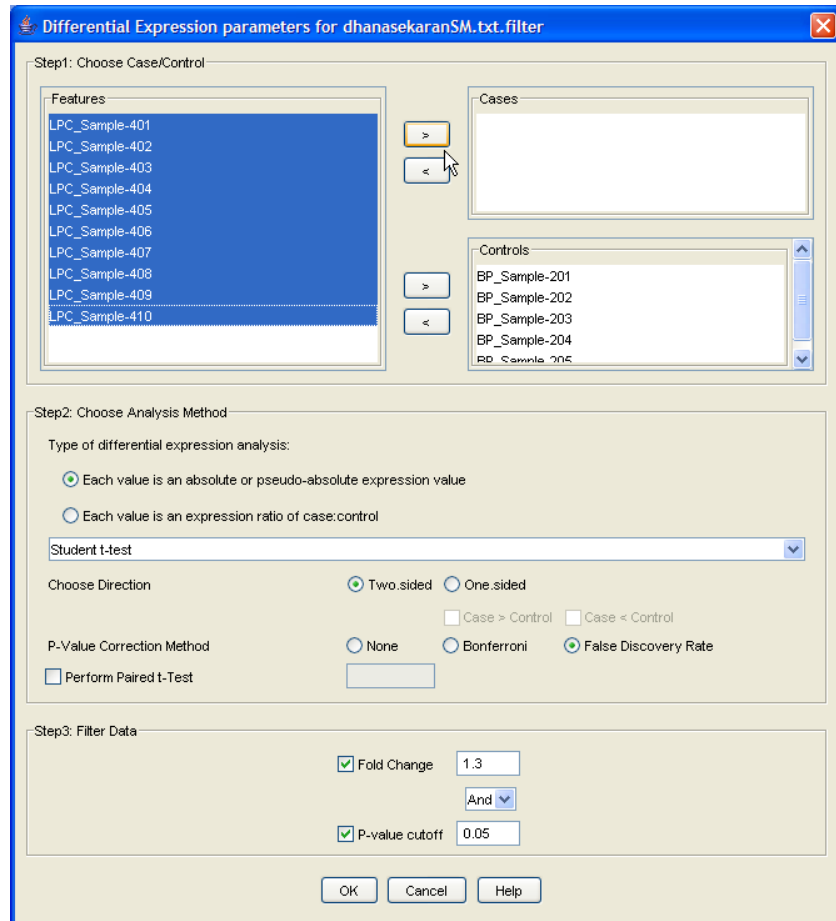 Differential Expression parameters for dhanasekaranSM.txt.filter
Step1: Choose Case/Control
Features
LPC_Sample-401
LPC_Sample-402
LPC_Sample-403
LPC_Sample-404
LPC_Sample-405
LPC_Sample-406
LPC_Sample-407
LPC_Sample-408
LPC_Sample-409
LPC_Sample-410
>
<
Cases
>
<
Controls
BP_Sample-201
BP_Sample-202
BP_Sample-203
BP_Sample-204
BP_Sample-205
Step2: Choose Analysis Method
Type of differential expression analysis:
Each value is an absolute or pseudo-absolute expression value
Each value is an expression ratio of case:control
Student t-test
Choose Direction Two.sided One.sided
Case > Control Case < Control
P-Value Correction Method None Bonferroni False Discovery Rate
Perform Paired t-Test
Step3: Filter Data
Fold Change 1.3
And
P-value cutoff 0.05
OK Cancel Help